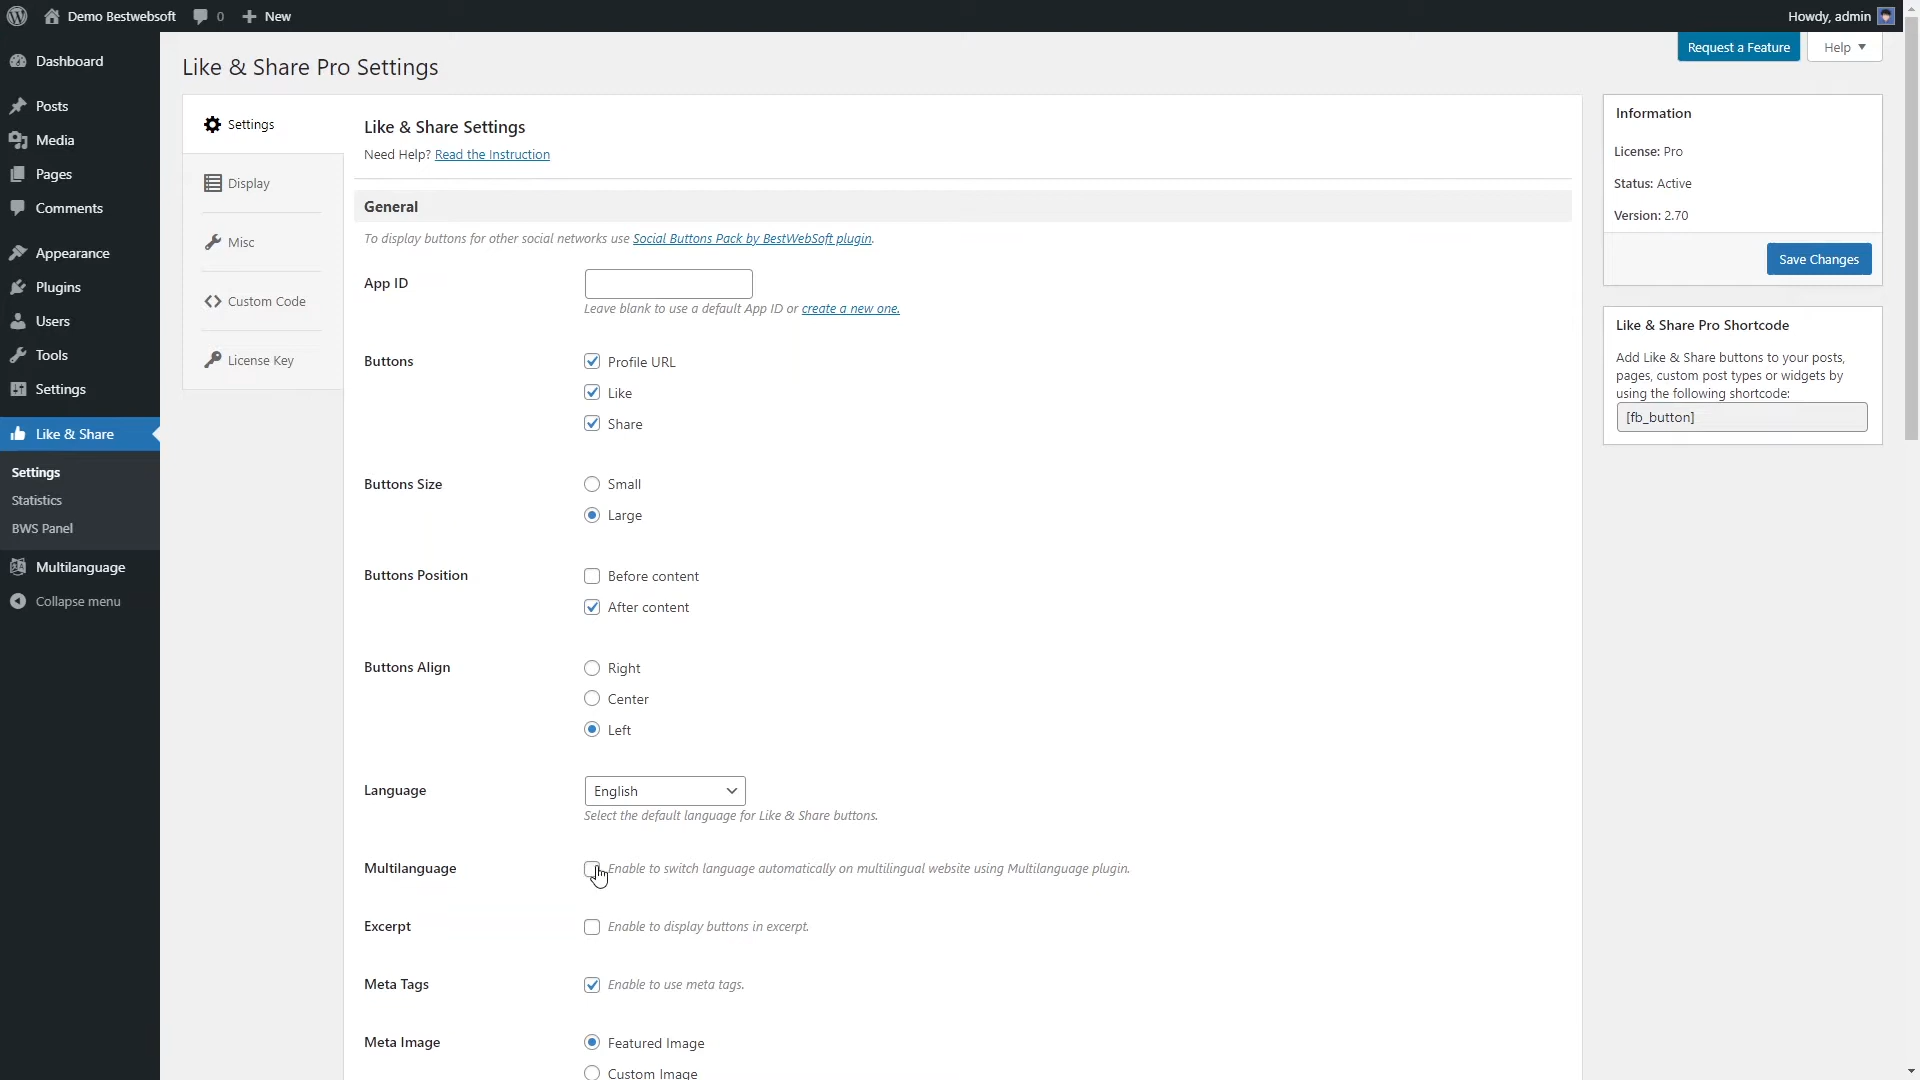 Demo Bestwebsoft 0 New Howdy, admin
Request a Feature Help
Dashboard
Posts
Media
Pages
Comments
Appearance
Plugins
Users
Tools
Settings
Like & Share
Settings
Statistics
BWS Panel
Multilanguage
Collapse menu
Like & Share Pro Settings
Settings
Display
Misc
Custom Code
License Key
Like & Share Settings
Need Help? Read the Instruction
General
To display buttons for other social networks use Social Buttons Pack by BestWebSoft plugin.
App ID
Leave blank to use a default App ID or create a new one.
Buttons
Profile URL
Like
Share
Buttons Size
Small
Large
Buttons Position
Before content
After content
Buttons Align
Right
Center
Left
Language
English
Select the default language for Like & Share buttons.
Multilanguage
Enable to switch language automatically on multilingual website using Multilanguage plugin.
Excerpt
Enable to display buttons in excerpt.
Meta Tags
Enable to use meta tags.
Meta Image
Featured Image
Custom Image
Information
License: Pro
Status: Active
Version: 2.70
Save Changes
Like & Share Pro Shortcode
Add Like & Share buttons to your posts,
pages, custom post types or widgets by
using the following shortcode:
[fb_button]